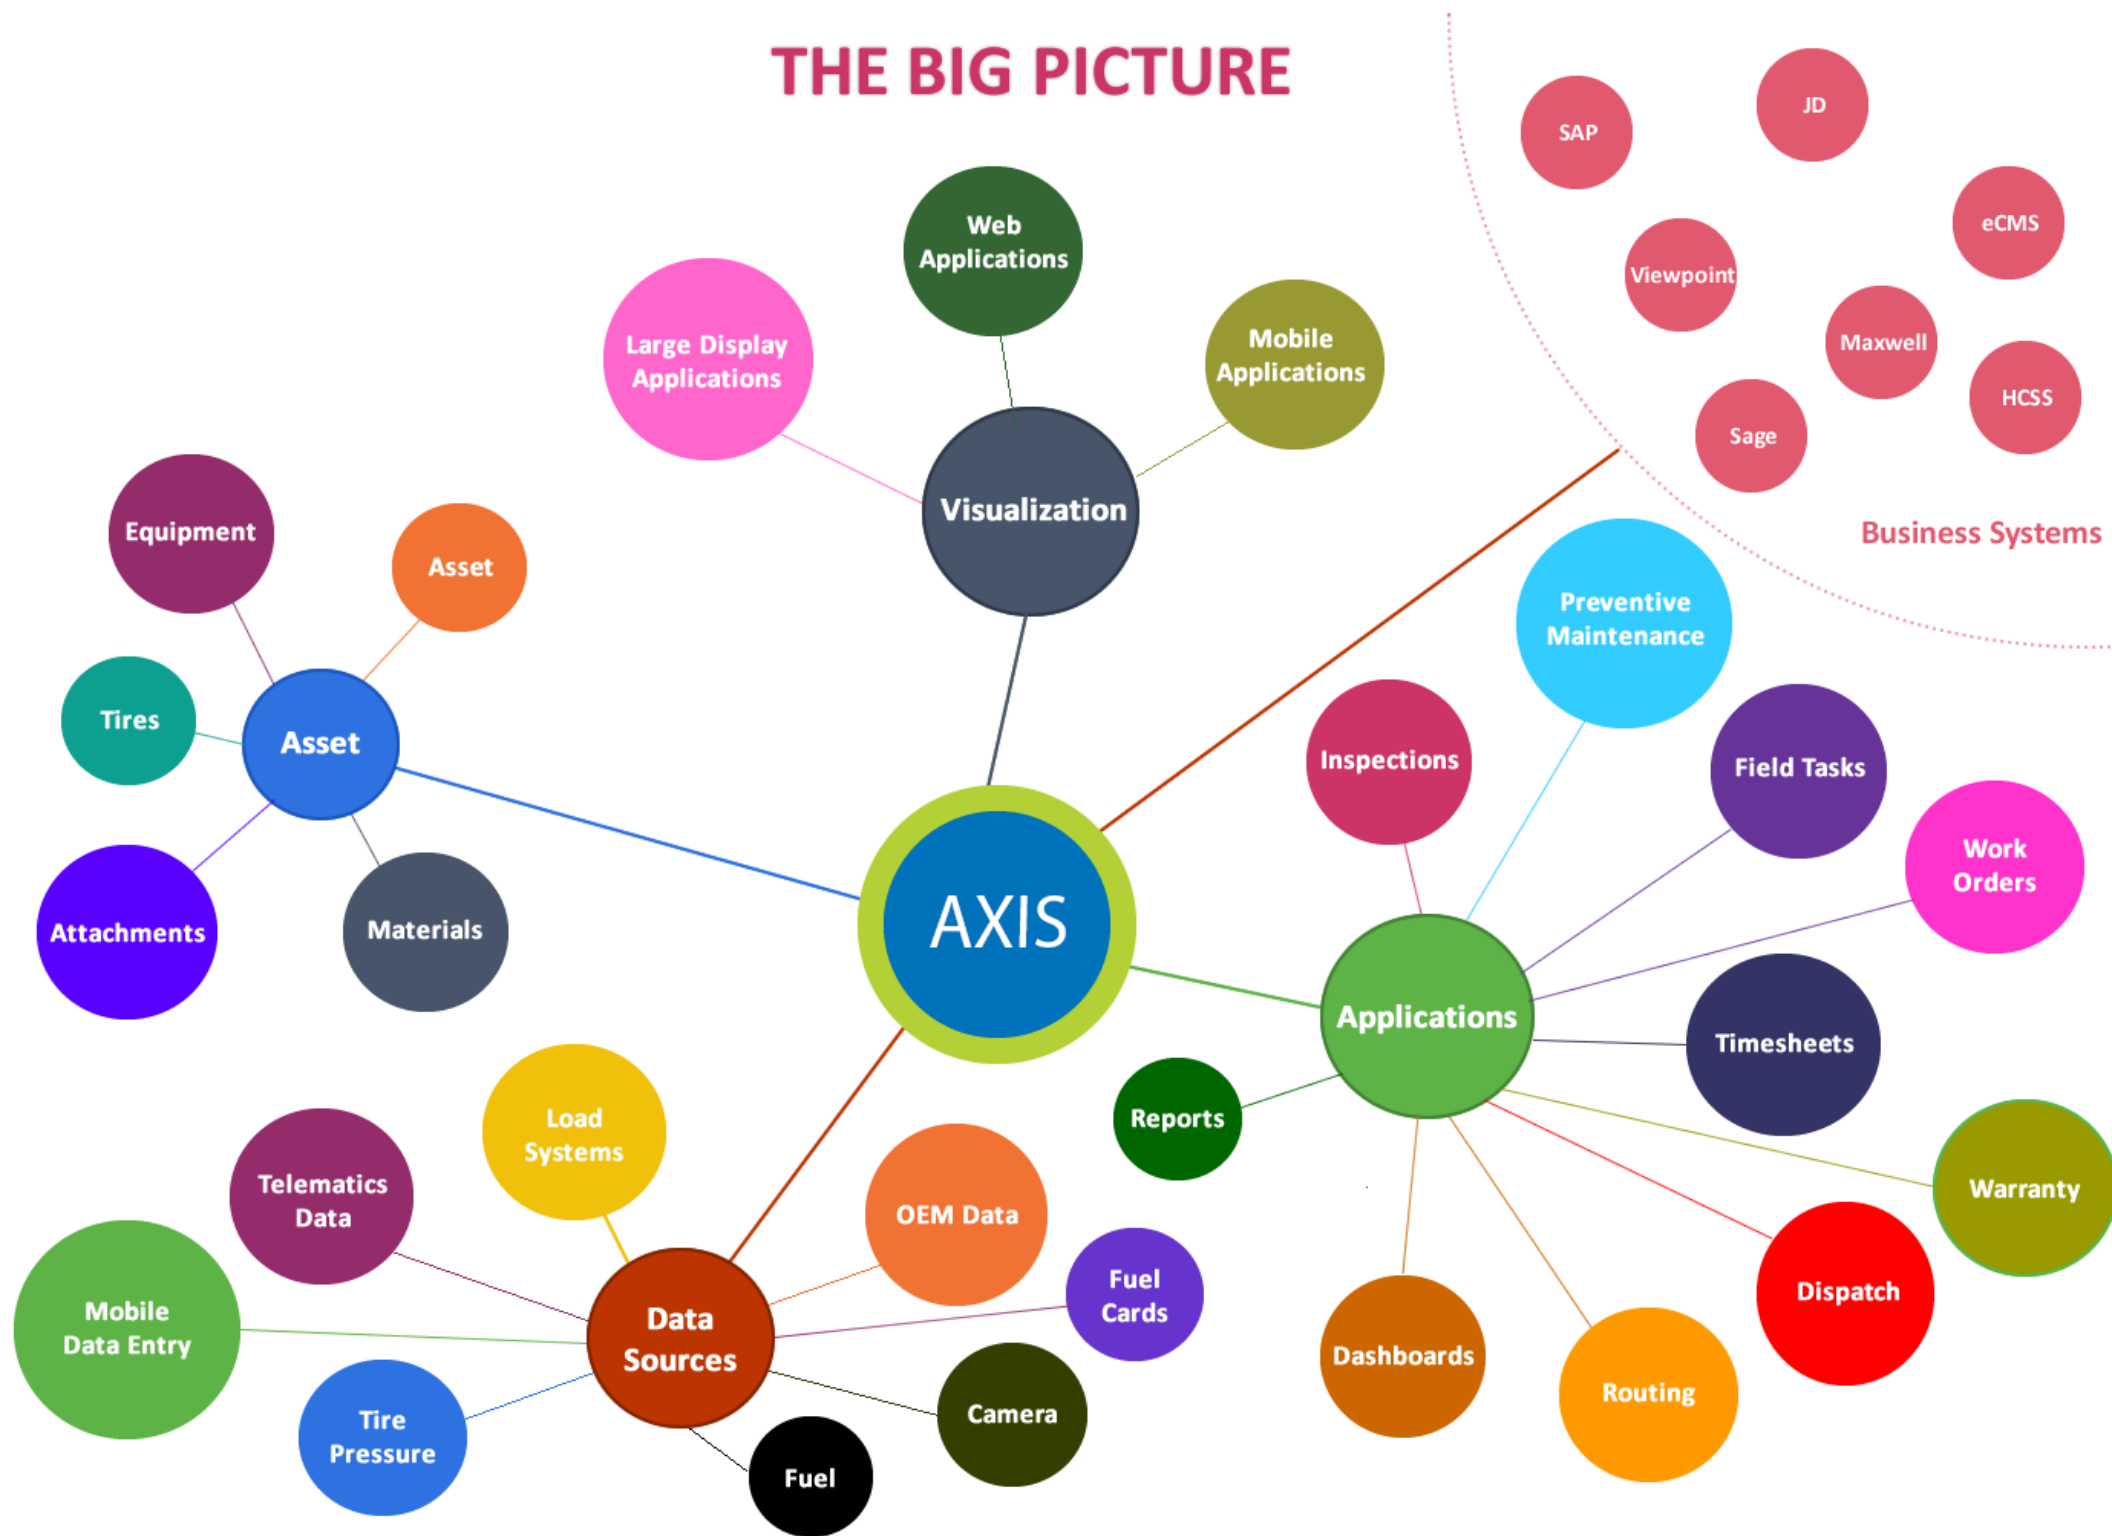 THE BIG PICTURE
SAP
JD
eCMS
Viewpoint
Maxwell
HCSS
Sage
Business Systems
Web
Applications
Large Display
Applications
Mobile
Applications
Visualization
Equipment
Asset
Tires
Asset
Attachments
Materials
AXIS
Preventive
Maintenance
Inspections
Field Tasks
Work
Orders
Applications
Timesheets
Reports
Warranty
Dispatch
Dashboards
Routing
Load
Systems
Telematics
Data
OEM Data
Mobile
Data Entry
Fuel
Cards
Data
Sources
Tire
Pressure
Camera
Fuel